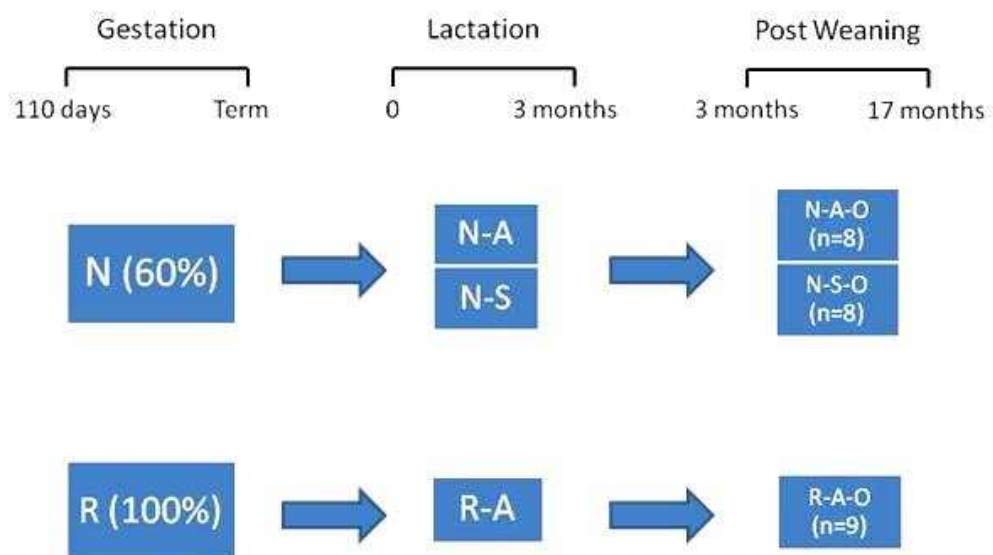 Gestation Lactation Post Weaning
110 days Term 0 3 months 3 months 17 months
N (60%)
N-A
N-S
N-A-O
(n=8)
N-S-O
(n=8)
R (100%)
R-A
R-A-O
(n=9)